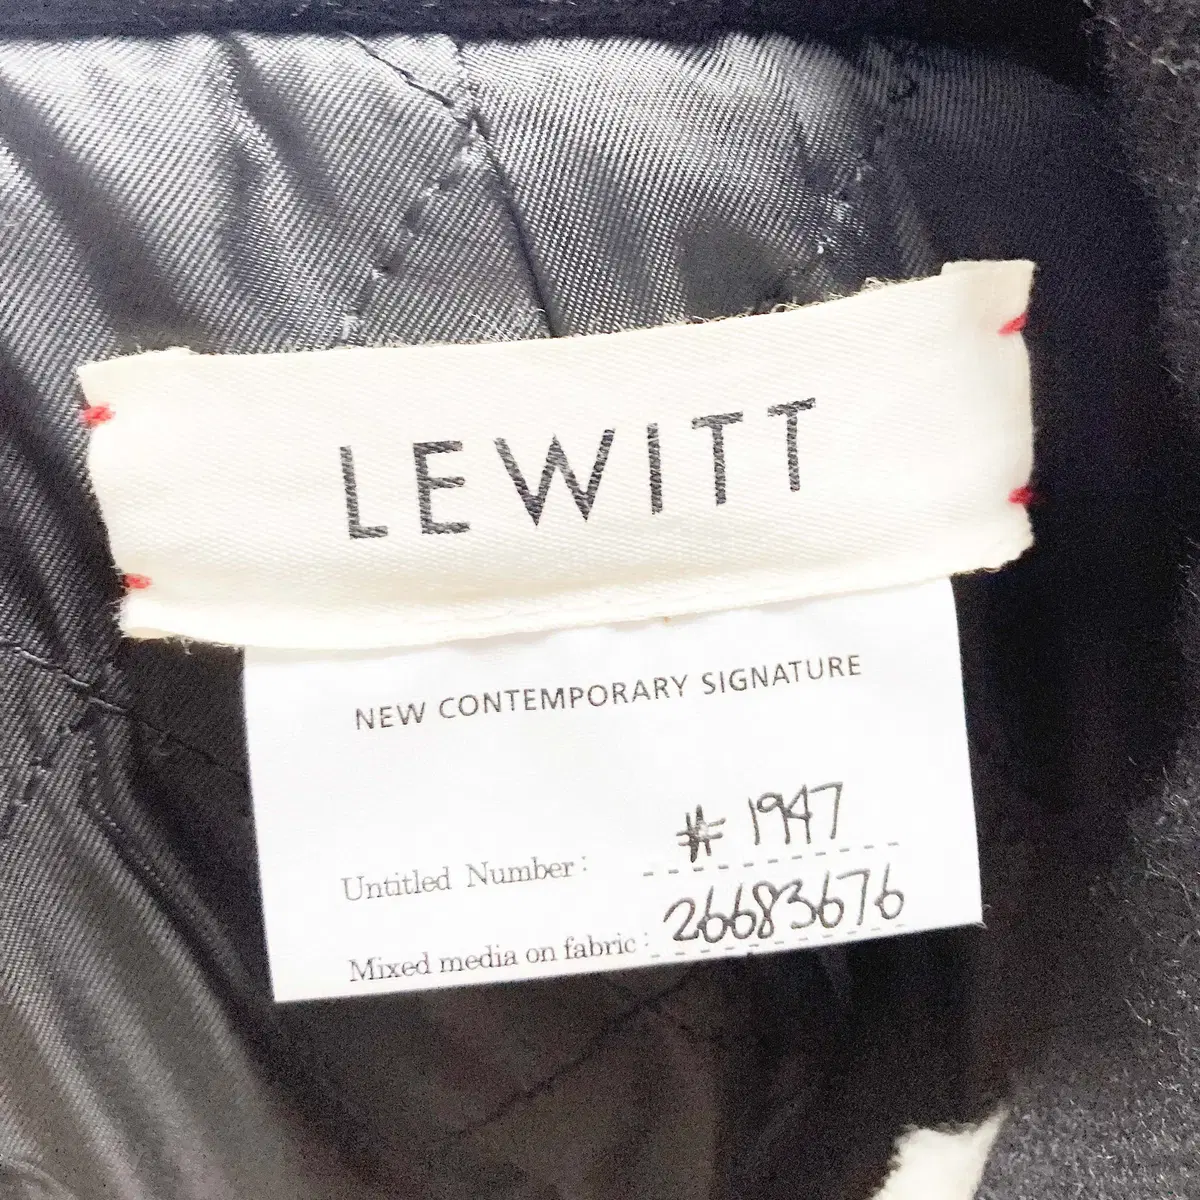 LEWITT
NEW CONTEMPORARY SIGNATURE
Untitled Number: # 1947
Mixed media on fabric: 26683676